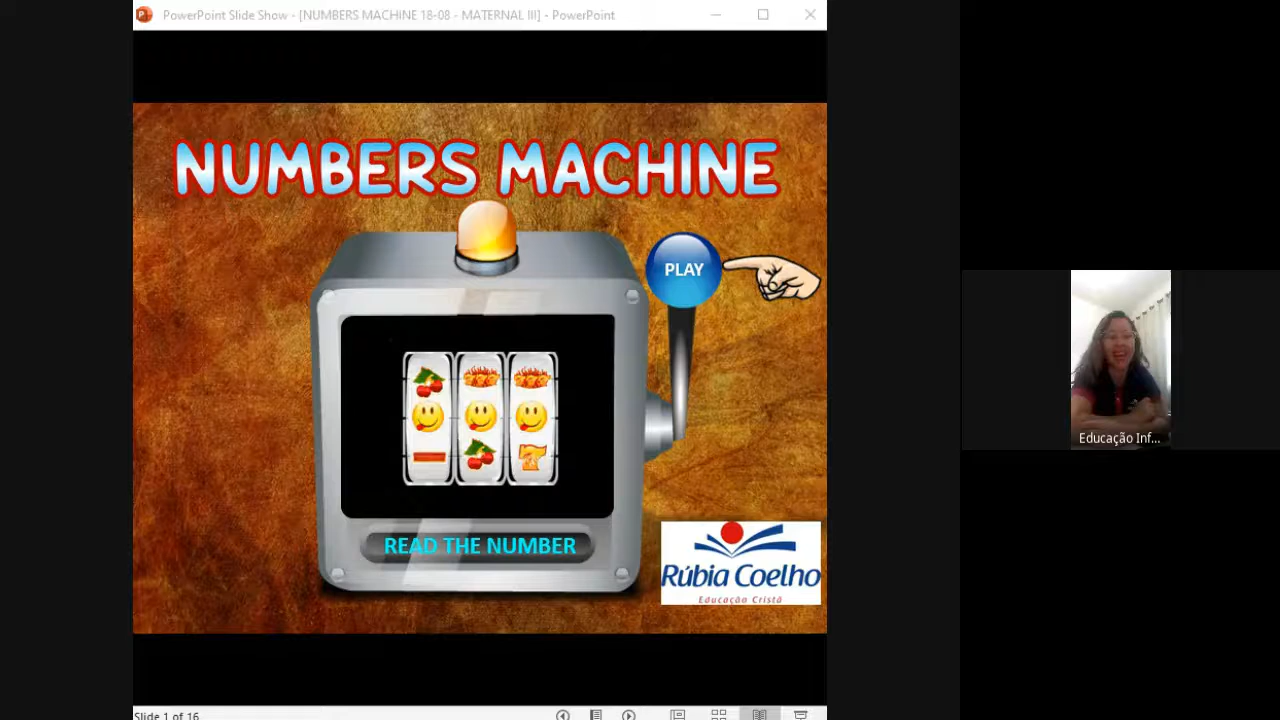 PowerPoint Slide Show - [NUMBERS MACHINE 18-08 - MATERNAL III] - PowerPoint
NUMBERS MACHINE
PLAY
READ THE NUMBER
Rúbia Coelho
Educação Cristã
Educação Inf...
Slide 1 of 16